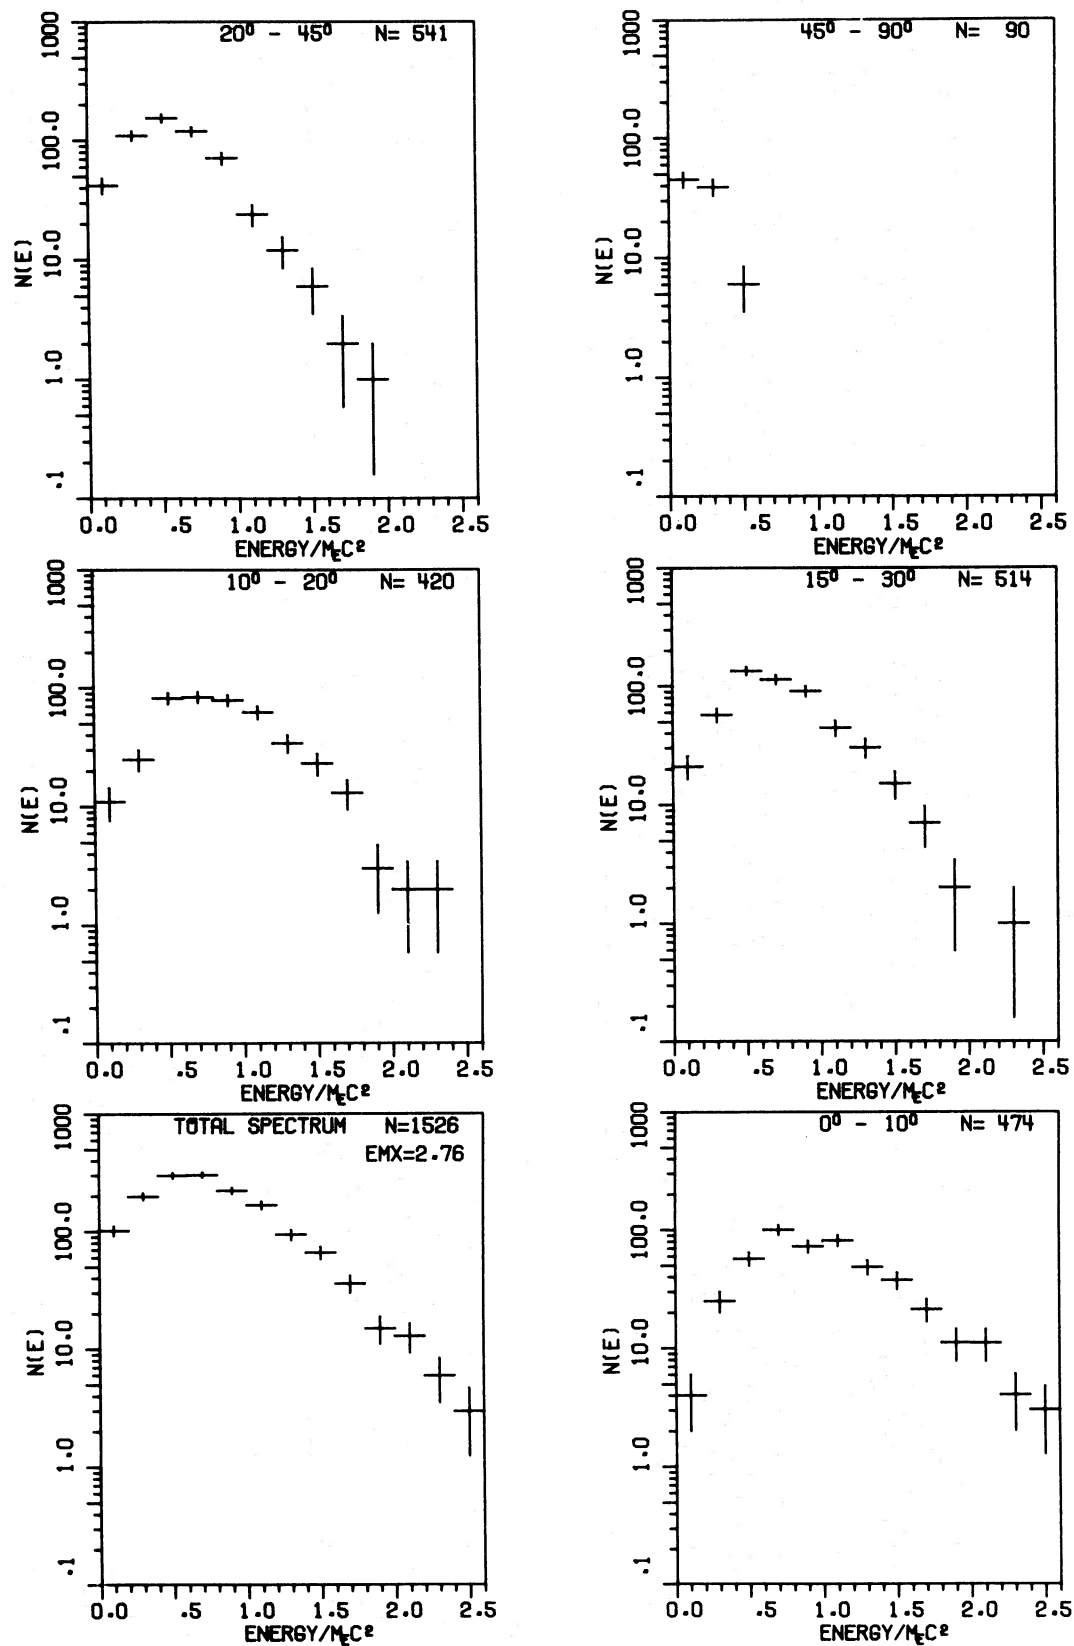 20⁰ - 45⁰ N= 541
1000
100.0
10.0
1.0
.1
N(E)
0.0 .5 1.0 1.5 2.0 2.5
ENERGY/MEC²
45⁰ - 90⁰ N= 90
1000
100.0
10.0
1.0
.1
N(E)
0.0 .5 1.0 1.5 2.0 2.5
ENERGY/MEC²
10⁰ - 20⁰ N= 420
1000
100.0
10.0
1.0
.1
N(E)
0.0 .5 1.0 1.5 2.0 2.5
ENERGY/MEC²
15⁰ - 30⁰ N= 514
1000
100.0
10.0
1.0
.1
N(E)
0.0 .5 1.0 1.5 2.0 2.5
ENERGY/MEC²
TOTAL SPECTRUM N=1526
EMX=2.76
1000
100.0
10.0
1.0
.1
N(E)
0.0 .5 1.0 1.5 2.0 2.5
ENERGY/MEC²
0⁰ - 10⁰ N= 474
1000
100.0
10.0
1.0
.1
N(E)
0.0 .5 1.0 1.5 2.0 2.5
ENERGY/MEC²